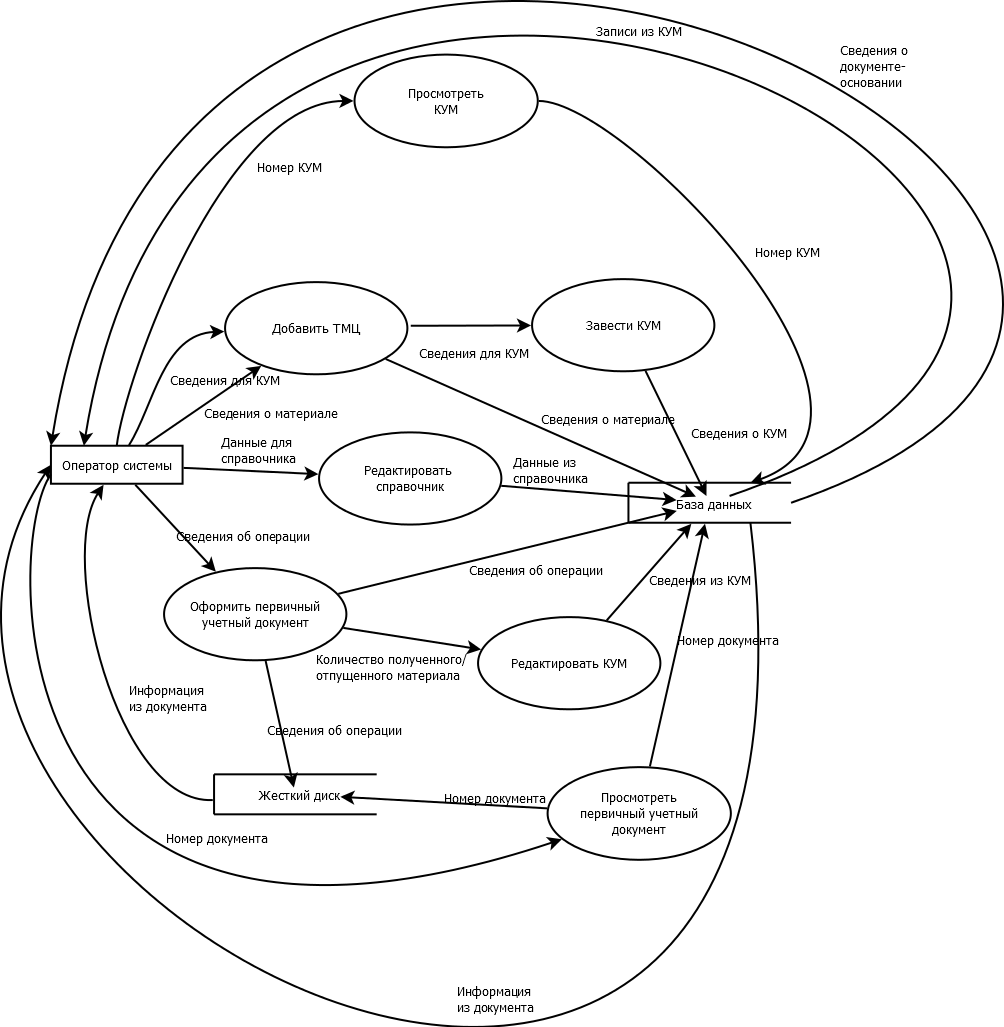 Записи из КУМ
Сведения о
документе-
основании
Просмотреть
КУМ
Номер КУМ
Номер КУМ
Добавить ТМЦ
Завести КУМ
Сведения для КУМ
Сведения для КУМ
Сведения о материале
Сведения о материале
Сведения о КУМ
Данные для
справочника
Оператор системы
Редактировать
справочник
Данные из
справочника
База данных
Сведения об операции
Сведения об операции
Сведения из КУМ
Оформить первичный
учетный документ
Номер документа
Количество полученного/
отпущенного материала
Редактировать КУМ
Информация
из документа
Сведения об операции
Жесткий диск
Номер документа
Просмотреть
первичный учетный
документ
Номер документа
Информация
из документа